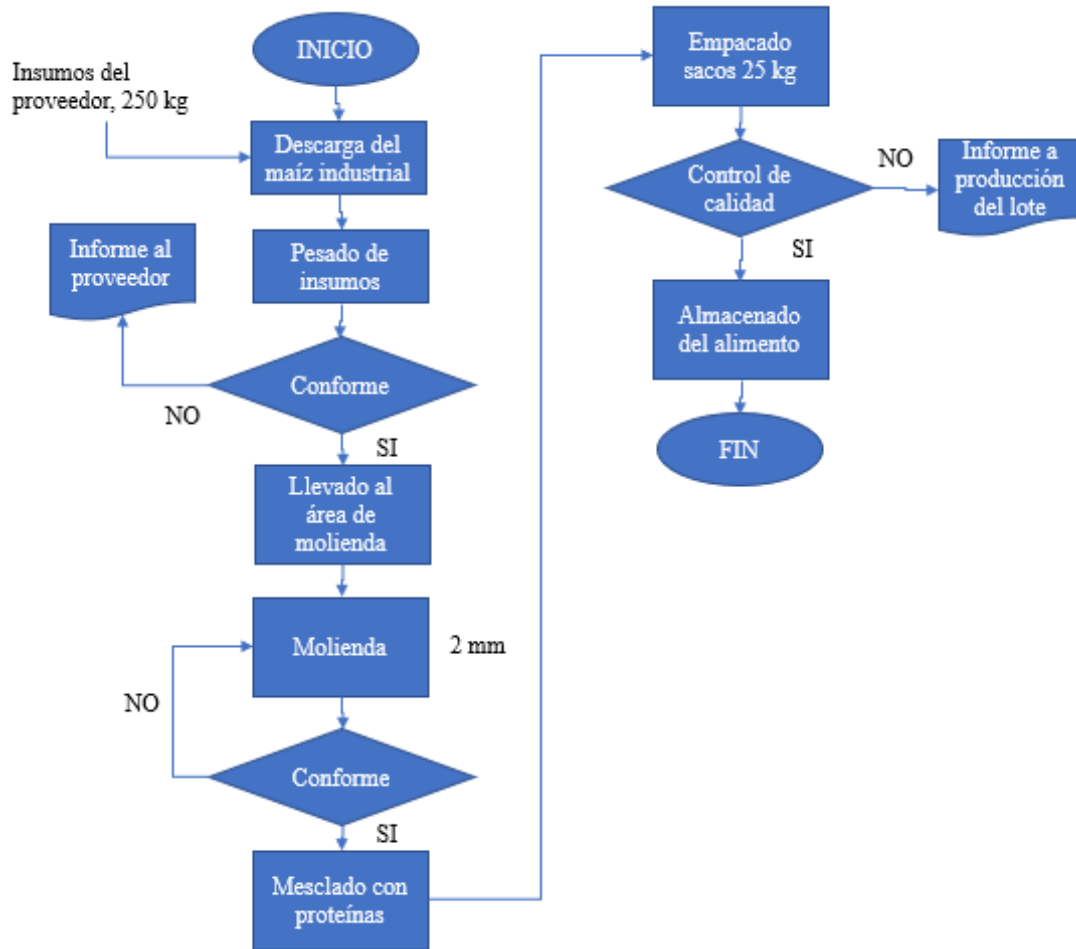 INICIO
Insumos del
proveedor, 250 kg
Descarga del
maíz industrial
Pesado de
insumos
Informe al
proveedor
Conforme
NO
SI
Llevado al
área de
molienda
Molienda
2 mm
NO
Conforme
SI
Mesclado con
proteínas
Empacado
sacos 25 kg
Control de
calidad
NO
Informe a
producción
del lote
SI
Almacenado
del alimento
FIN